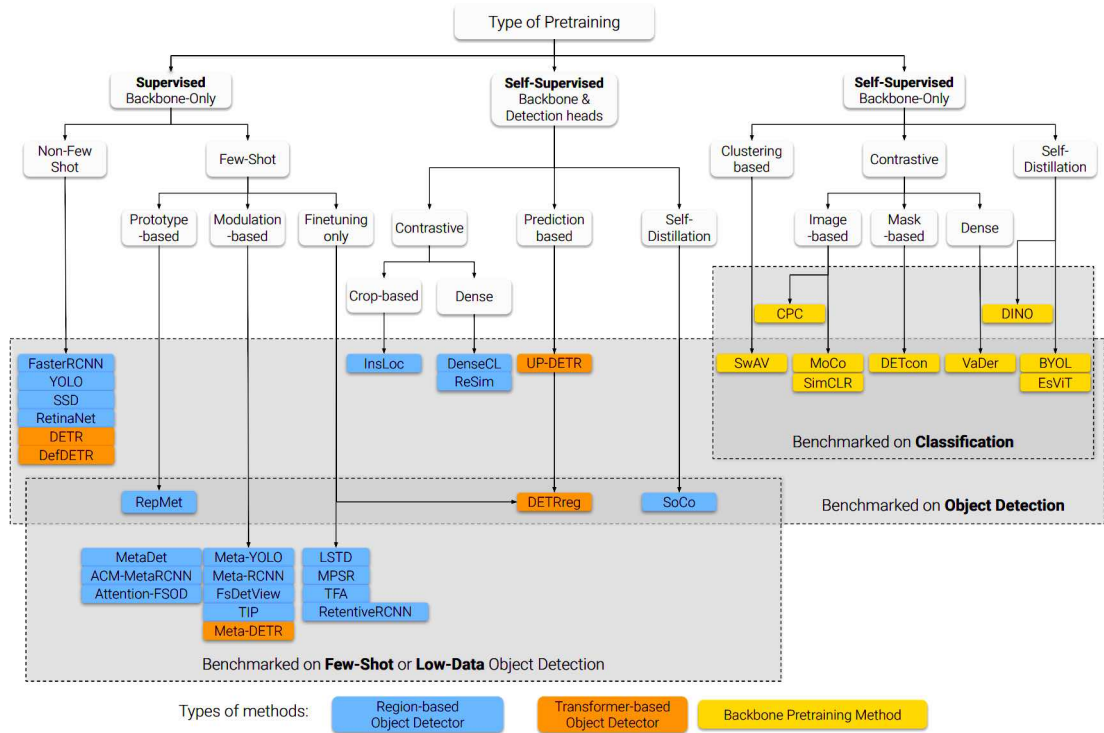 Type of Pretraining
Supervised
Backbone-Only
Self-Supervised
Backbone &
Detection heads
Self-Supervised
Backbone-Only
Non-Few
Shot
Few-Shot
Clustering
based
Contrastive
Self-
Distillation
Prototype
-based
Modulation
-based
Finetuning
only
Contrastive
Prediction
based
Self-
Distillation
Image
-based
Mask
-based
Dense
Crop-based
Dense
CPC
DINO
FasterRCNN
YOLO
SSD
RetinaNet
DETR
DefDETR
InsLoc
DenseCL
ReSim
UP-DETR
SwAV
MoCo
SimCLR
DETcon
VaDer
BYOL
EsViT
Benchmarked on Classification
RepMet
DETRreg
SoCo
Benchmarked on Object Detection
MetaDet
ACM-MetaRCNN
Attention-FSOD
Meta-YOLO
Meta-RCNN
FsDetView
TIP
Meta-DETR
LSTD
MPSR
TFA
RetentiveRCNN
Benchmarked on Few-Shot or Low-Data Object Detection
Types of methods:
Region-based
Object Detector
Transformer-based
Object Detector
Backbone Pretraining Method